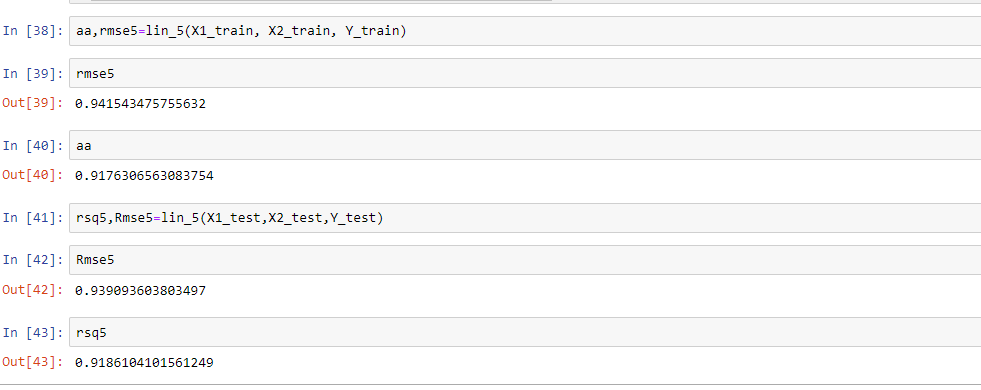 In [38]: aa,rmse5=lin_5(X1_train, X2_train, Y_train)
In [39]: rmse5
Out[39]: 0.941543475755632
In [40]: aa
Out[40]: 0.9176306563083754
In [41]: rsq5,Rmse5=lin_5(X1_test,X2_test,Y_test)
In [42]: Rmse5
Out[42]: 0.939093603803497
In [43]: rsq5
Out[43]: 0.9186104101561249